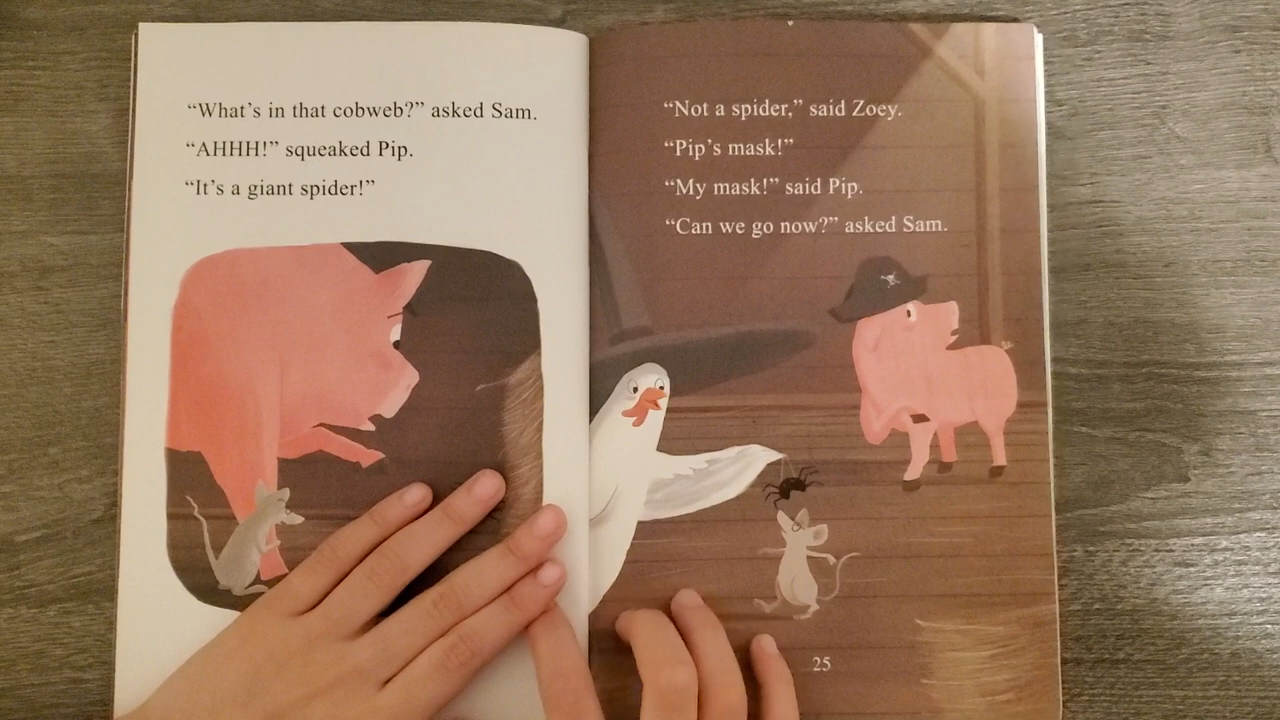 “What’s in that cobweb?” asked Sam.
“AHHH!” squeaked Pip.
“It’s a giant spider!”
“Not a spider,” said Zoey.
“Pip’s mask!”
“My mask!” said Pip.
“Can we go now?” asked Sam.
25